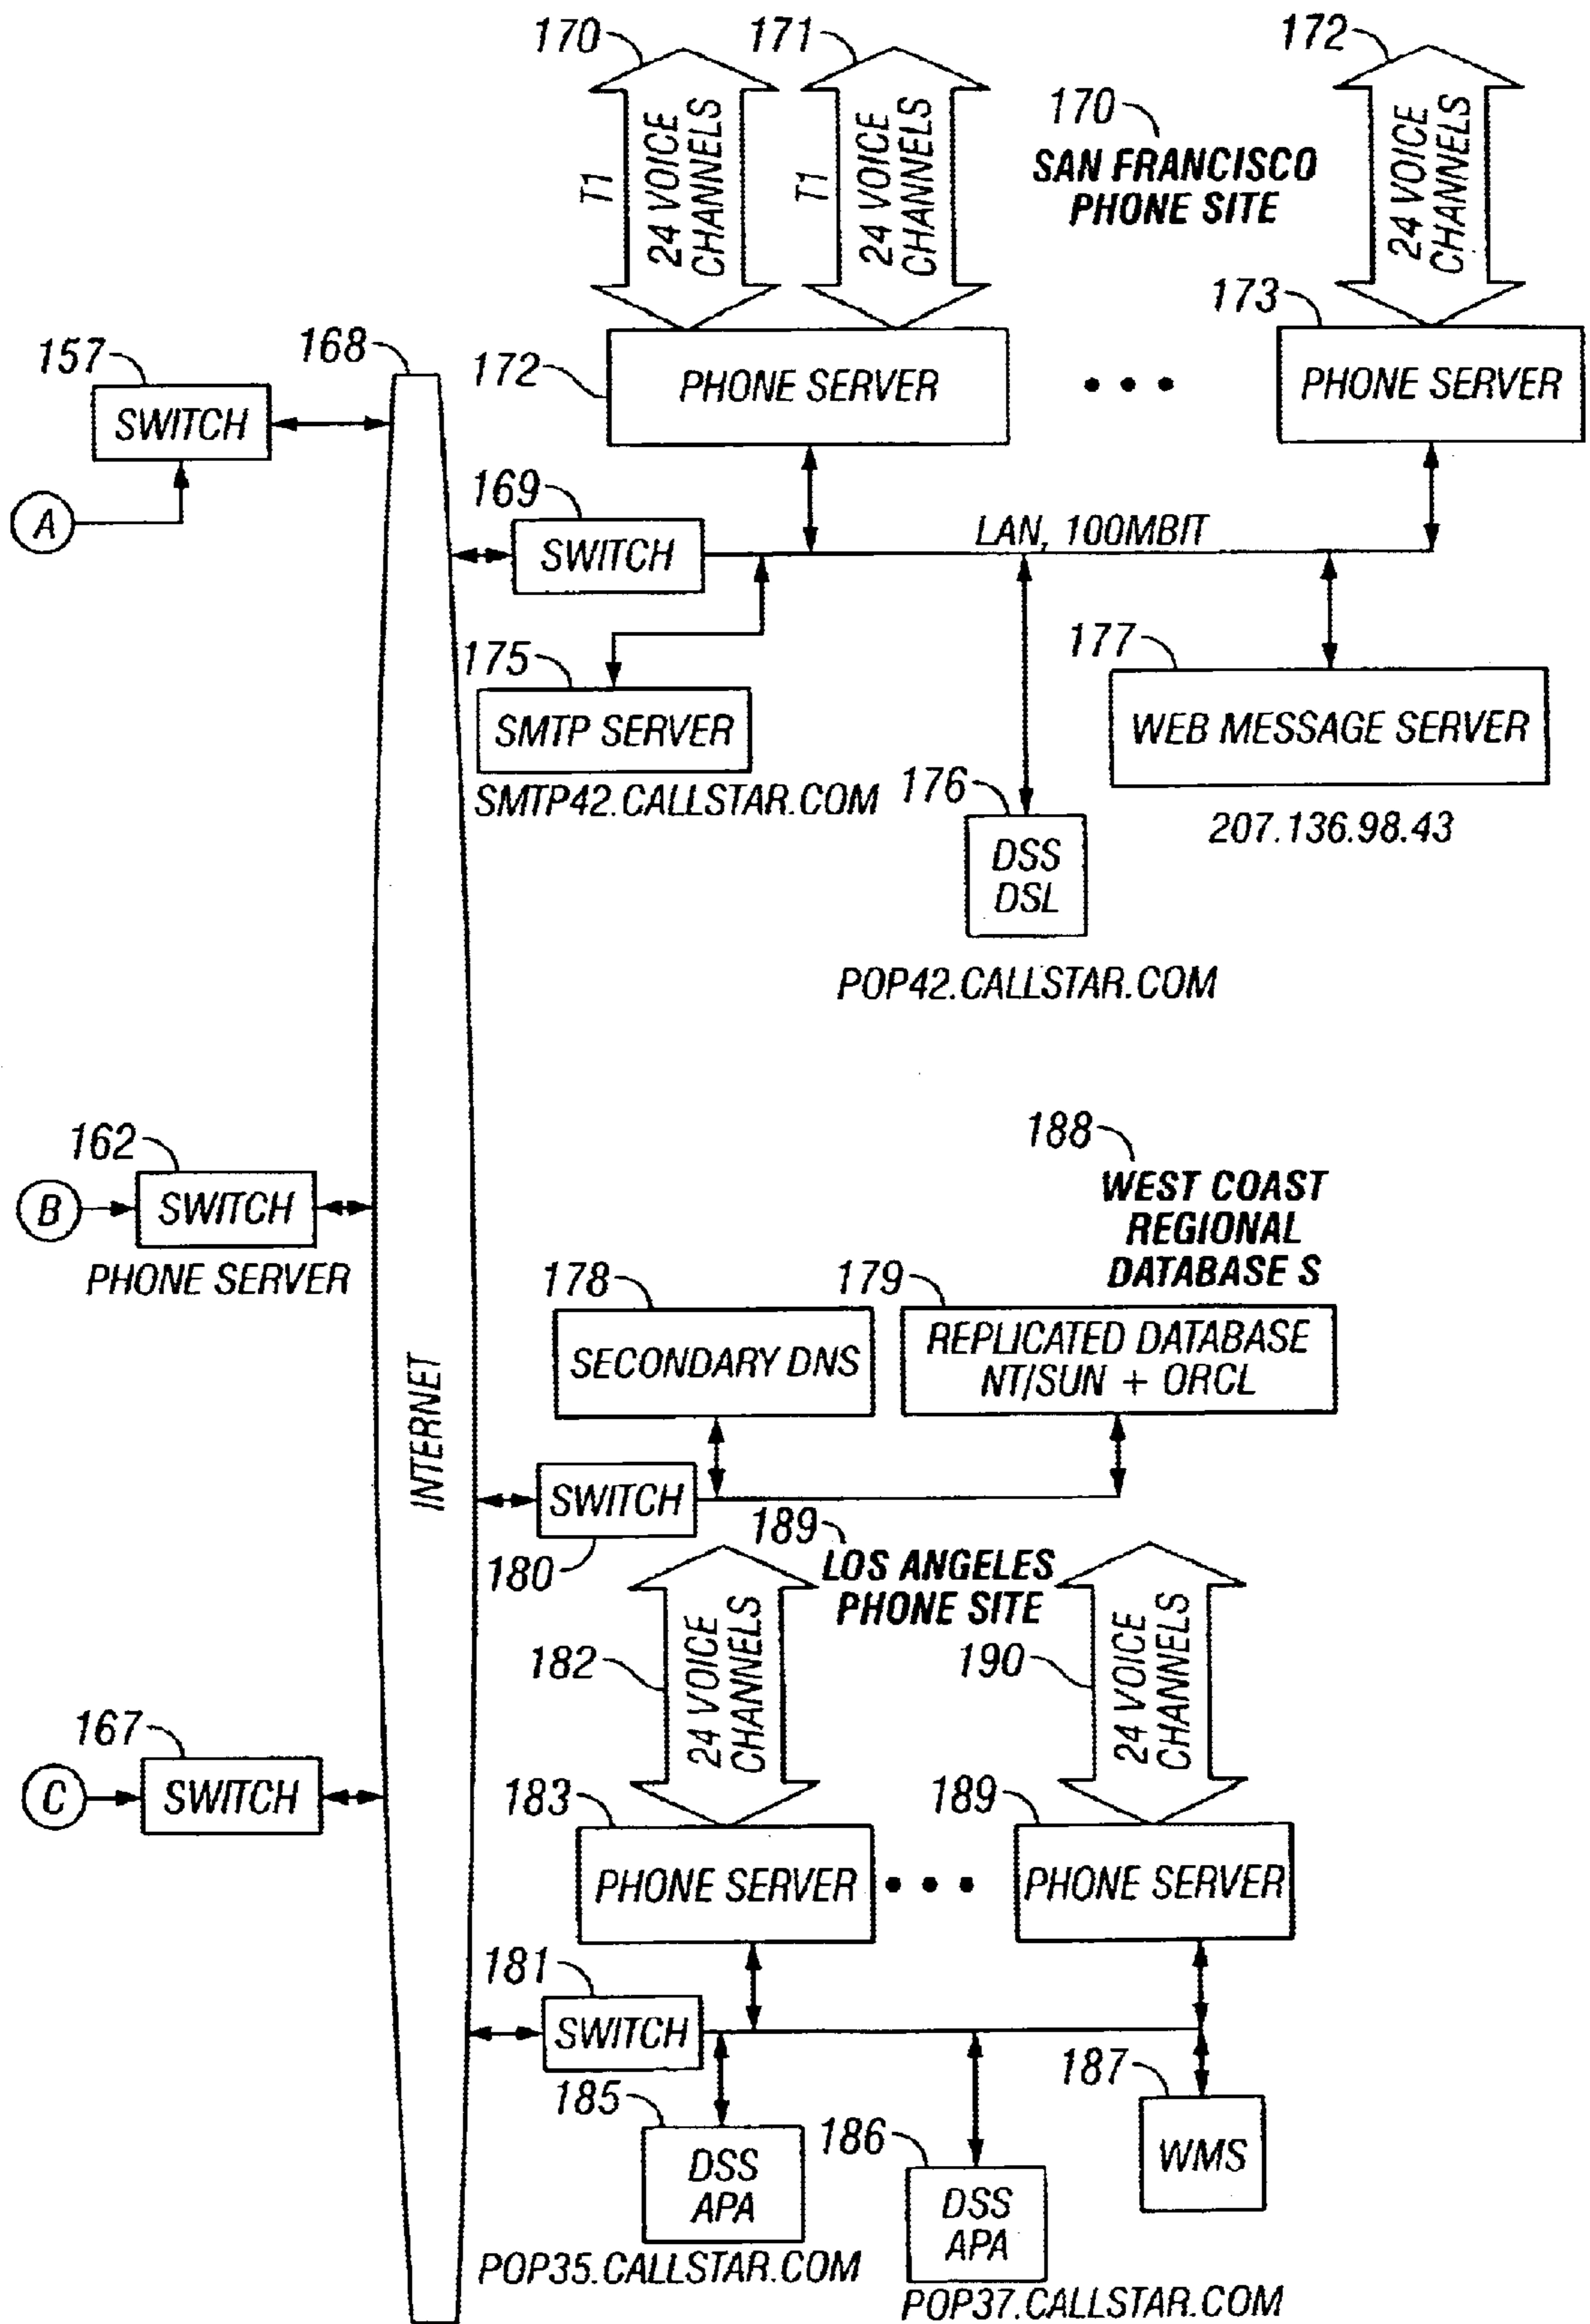 170
171
172
T1
24 VOICE
CHANNELS
T1
24 VOICE
CHANNELS
170
SAN FRANCISCO
PHONE SITE
24 VOICE
CHANNELS
157
168
172
173
SWITCH
PHONE SERVER
• • •
PHONE SERVER
A
169
SWITCH
LAN, 100MBIT
175
SMTP SERVER
SMTP42.CALLSTAR.COM
177
WEB MESSAGE SERVER
207.136.98.43
176
DSS
DSL
POP42.CALLSTAR.COM
162
B
SWITCH
PHONE SERVER
INTERNET
188
WEST COAST
REGIONAL
DATABASE S
178
179
SECONDARY DNS
REPLICATED DATABASE
NT/SUN + ORCL
SWITCH
180
189
LOS ANGELES
PHONE SITE
182
24 VOICE
CHANNELS
190
24 VOICE
CHANNELS
167
C
SWITCH
183
189
PHONE SERVER
• • •
PHONE SERVER
181
SWITCH
185
DSS
APA
POP35.CALLSTAR.COM
186
DSS
APA
POP37.CALLSTAR.COM
187
WMS